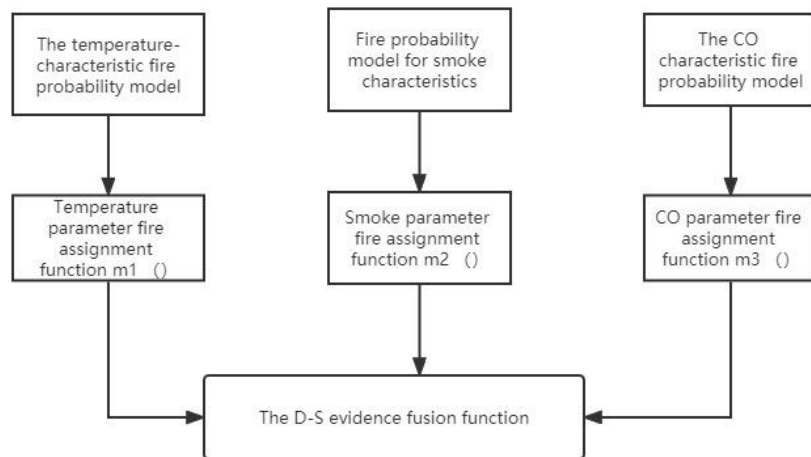 The temperature-
characteristic fire
probability model
Fire probability
model for smoke
characteristics
The CO
characteristic fire
probability model
Temperature
parameter fire
assignment
function m1 ()
Smoke parameter
fire assignment
function m2 ()
CO parameter fire
assignment
function m3 ()
The D-S evidence fusion function